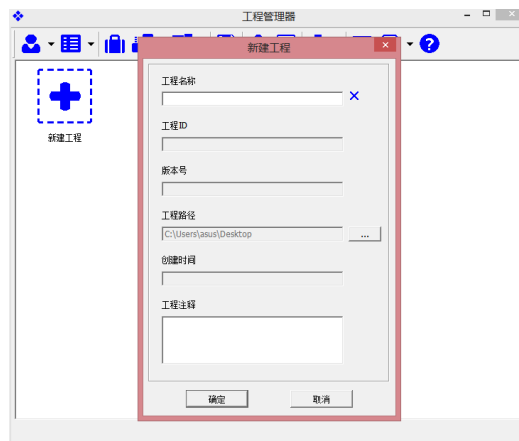 工程管理器
新建工程
新建工程
工程名称
工程ID
版本号
工程路径
C:\Users\asus\Desktop
...
创建时间
工程注释
确定
取消